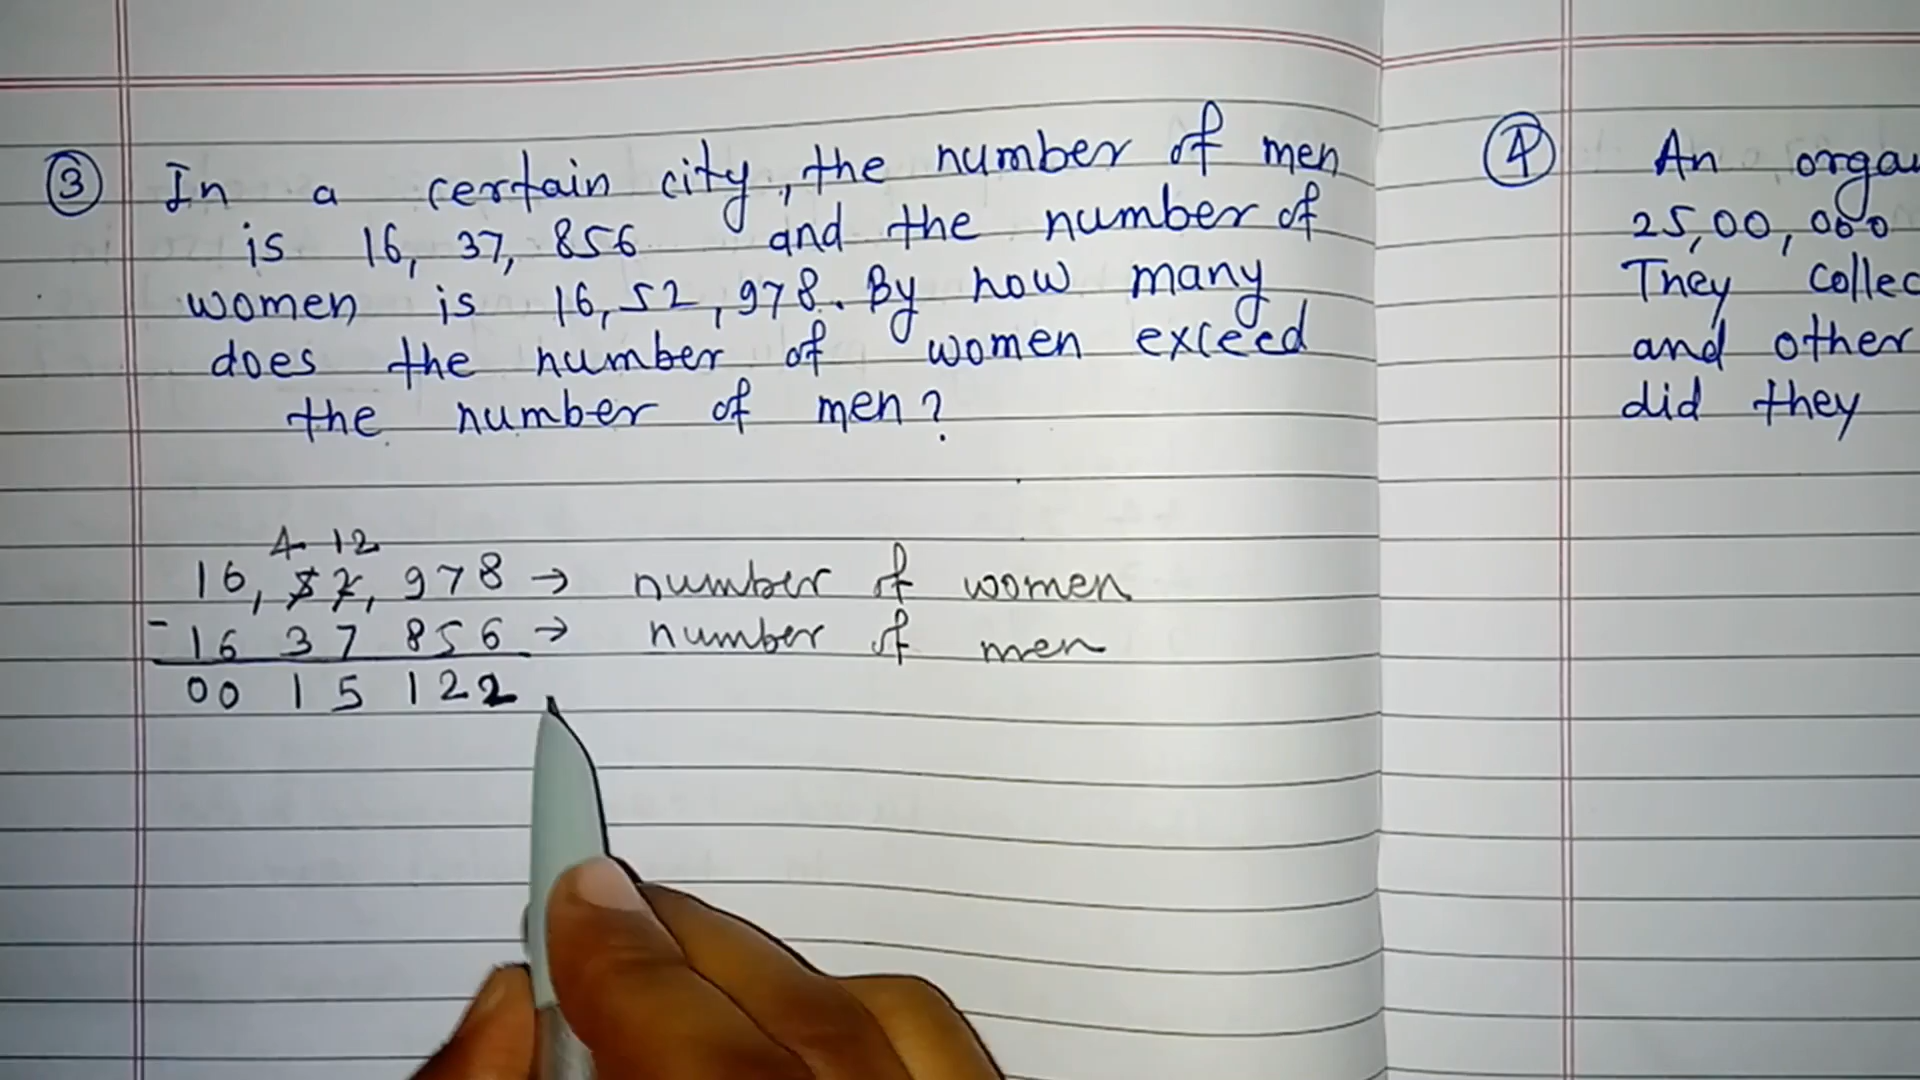 3 In a certain city, the number of men
is 16, 37, 856 and the number of
women is 16,52,978. By how many
does the number of women exceed
the number of men?
4 12
16, 52, 978 → number of women
- 16 37 856 → number of men
00 15 122
4 An
25,00,000
They
and other
did they